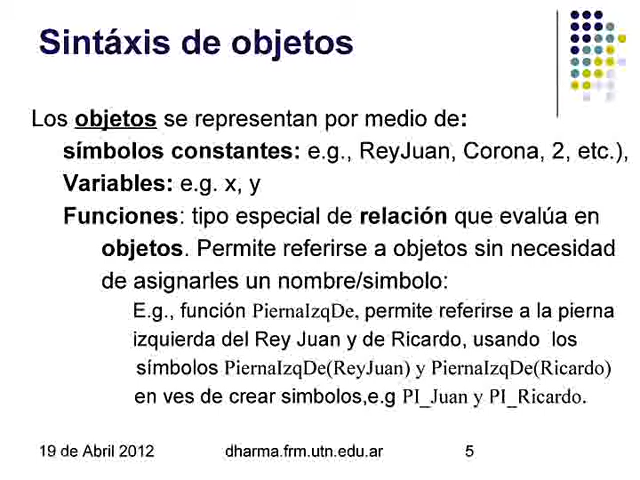 Sintáxis de objetos
Los objetos se representan por medio de:
símbolos constantes: e.g., ReyJuan, Corona, 2, etc.),
Variables: e.g. x, y
Funciones: tipo especial de relación que evalúa en
objetos. Permite referirse a objetos sin necesidad
de asignarles un nombre/simbolo:
E.g., función PiernaIzqDe, permite referirse a la pierna
izquierda del Rey Juan y de Ricardo, usando los
símbolos PiernaIzqDe(ReyJuan) y PiernaIzqDe(Ricardo)
en ves de crear simbolos,e.g PI_Juan y PI_Ricardo.
19 de Abril 2012 dharma.frm.utn.edu.ar 5